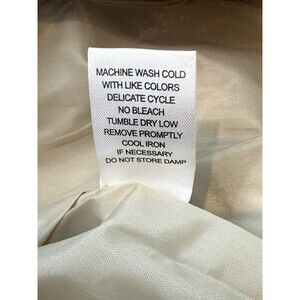 MACHINE WASH COLD
WITH LIKE COLORS
DELICATE CYCLE
NO BLEACH
TUMBLE DRY LOW
REMOVE PROMPTLY
COOL IRON
IF NECESSARY
DO NOT STORE DAMP